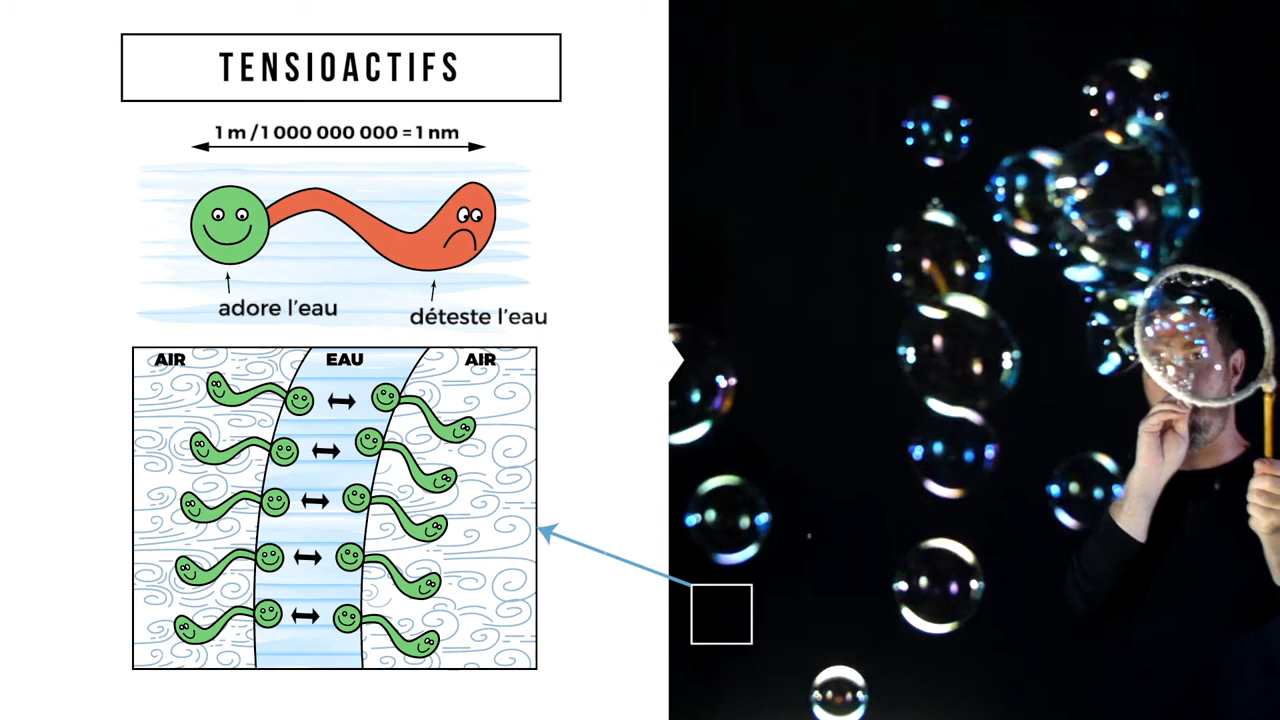 TENSIOACTIFS
1 m / 1 000 000 000 = 1 nm
adore l'eau
déteste l'eau
AIR EAU AIR